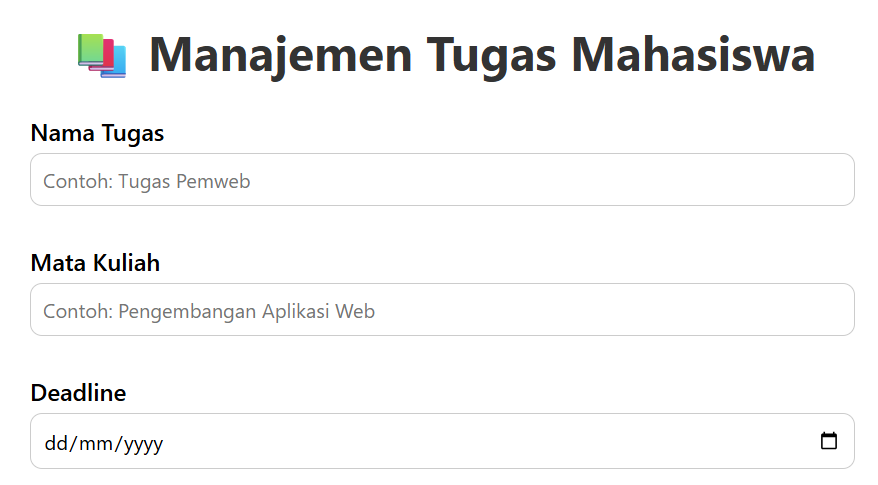 Manajemen Tugas Mahasiswa
Nama Tugas
Contoh: Tugas Pemweb
Mata Kuliah
Contoh: Pengembangan Aplikasi Web
Deadline
dd/mm/yyyy